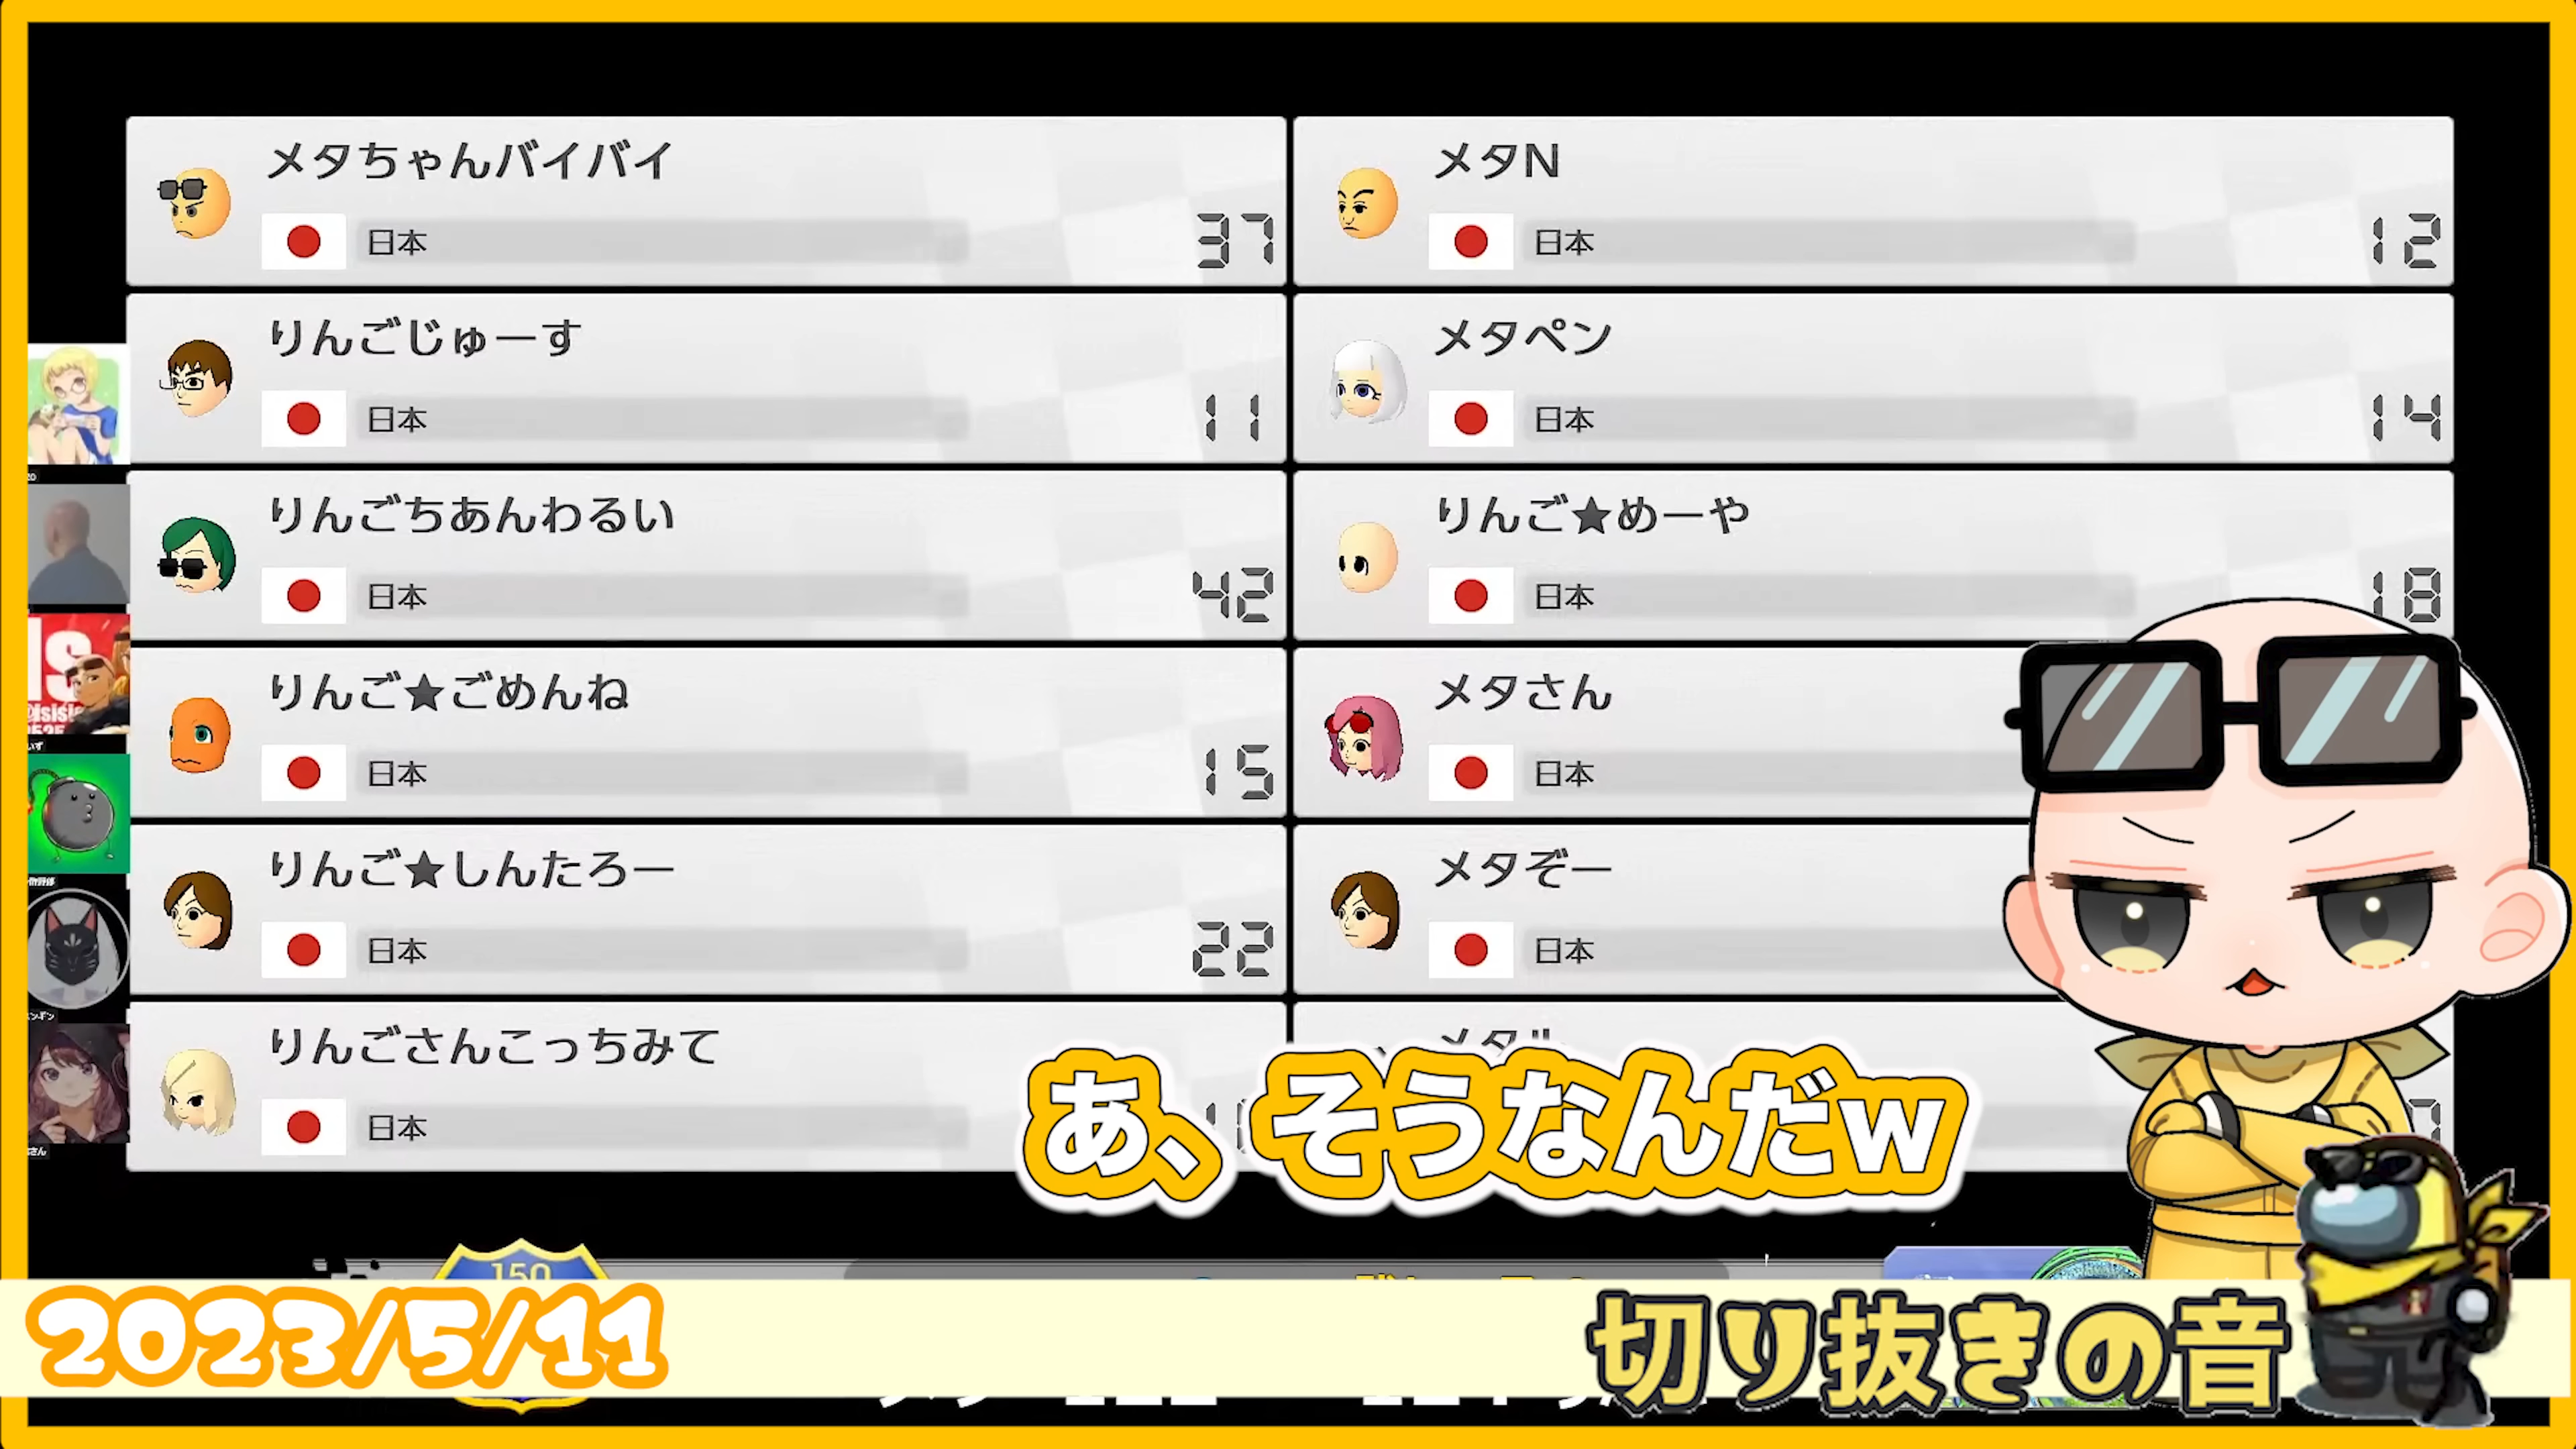 メタちゃんバイバイ
日本
37
メタN
日本
12
りんごじゅーす
日本
11
メタペン
日本
14
りんごちあんわるい
日本
42
りんご★めーや
日本
18
りんご★ごめんね
日本
15
メタさん
日本
りんご★しんたろー
日本
22
メタぞー
日本
りんごさんこっちみて
日本
あ、そうなんだw
150
2023/5/11
切り抜きの音